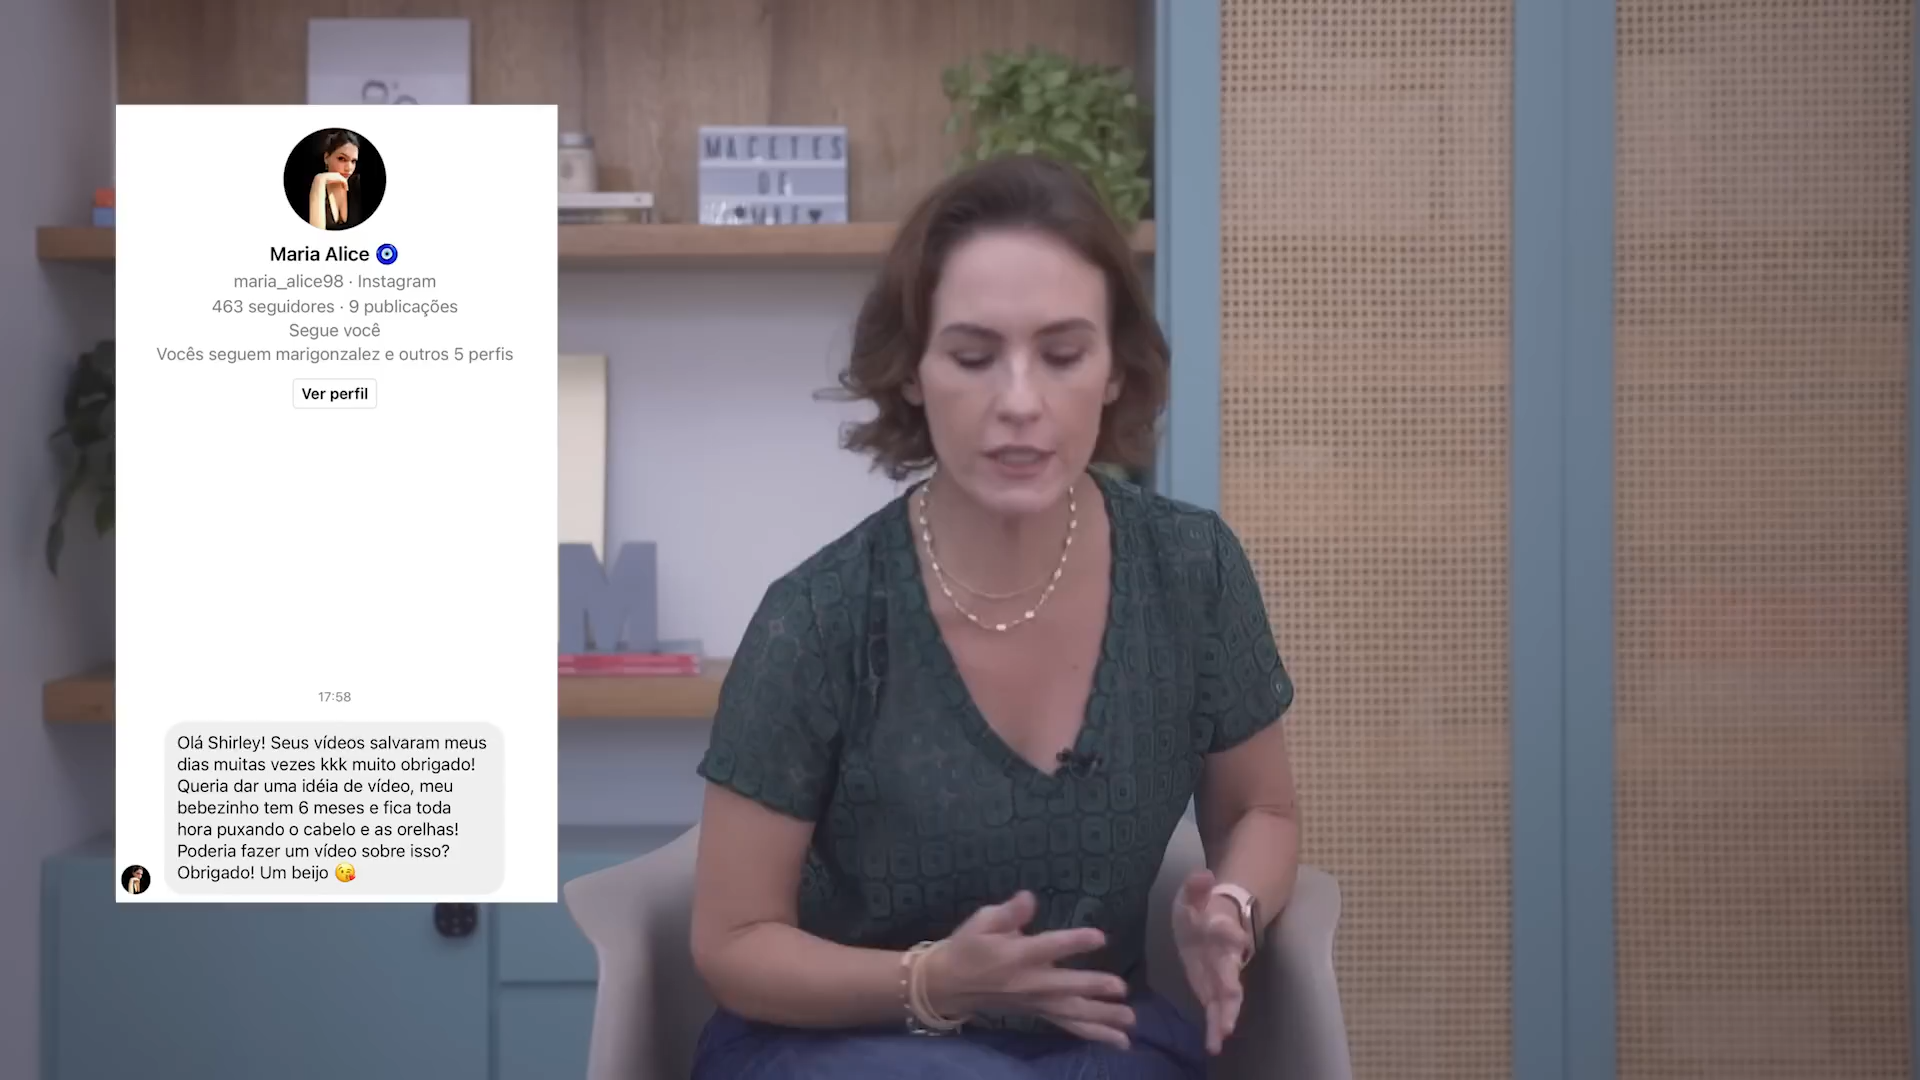 MACETES
DE
Maria Alice 🧿
maria_alice98 · Instagram
463 seguidores · 9 publicações
Segue você
Vocês seguem marigonzalez e outros 5 perfis
Ver perfil
M
17:58
Olá Shirley! Seus vídeos salvaram meus
dias muitas vezes kkk muito obrigado!
Queria dar uma idéia de vídeo, meu
bebezinho tem 6 meses e fica toda
hora puxando o cabelo e as orelhas!
Poderia fazer um vídeo sobre isso?
Obrigado! Um beijo 😘